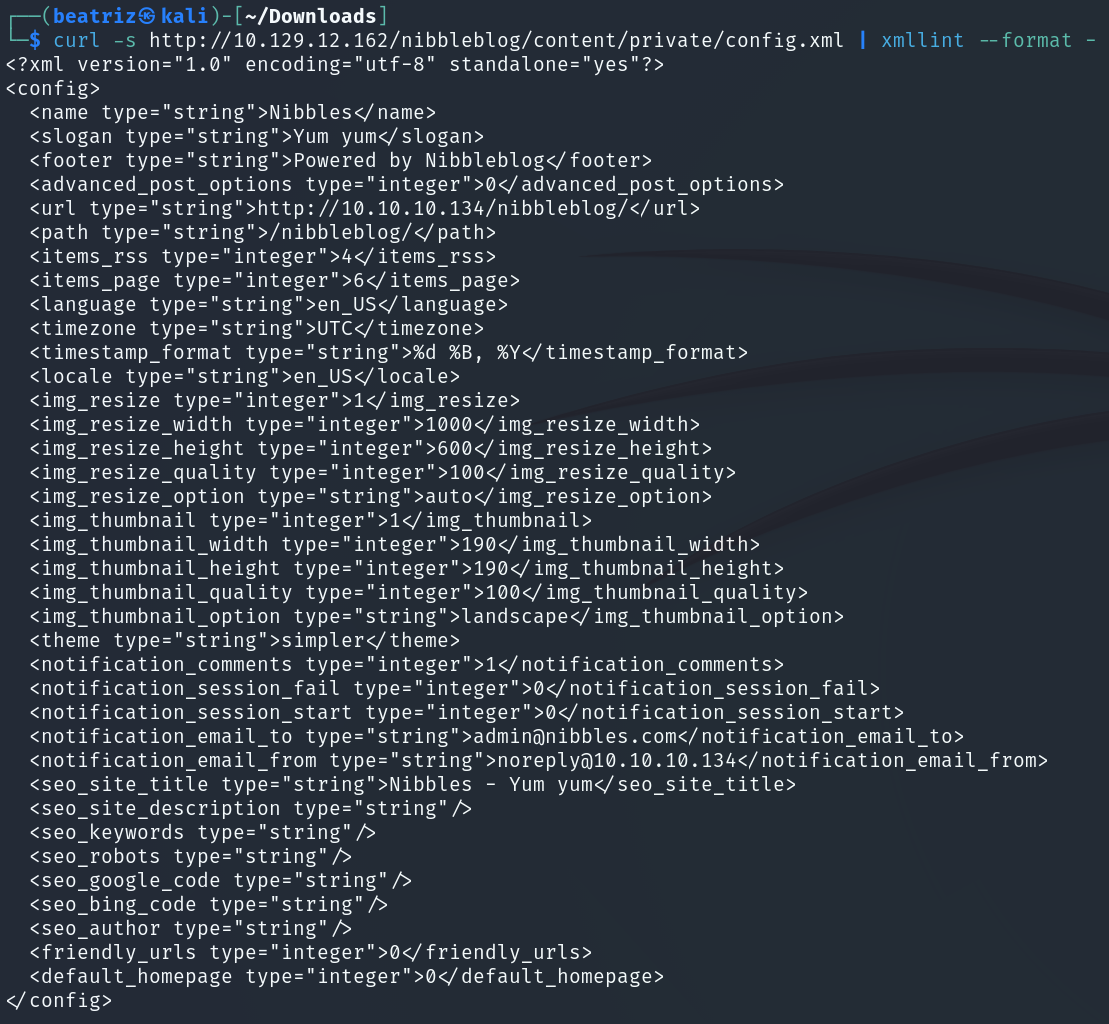 ┌──(beatriz㉿kali)-[~/Downloads]
└─$ curl -s http://10.129.12.162/nibbleblog/content/private/config.xml | xmllint --format -
<?xml version="1.0" encoding="utf-8" standalone="yes"?>
<config>
  <name type="string">Nibbles</name>
  <slogan type="string">Yum yum</slogan>
  <footer type="string">Powered by Nibbleblog</footer>
  <advanced_post_options type="integer">0</advanced_post_options>
  <url type="string">http://10.10.10.134/nibbleblog/</url>
  <path type="string">/nibbleblog/</path>
  <items_rss type="integer">4</items_rss>
  <items_page type="integer">6</items_page>
  <language type="string">en_US</language>
  <timezone type="string">UTC</timezone>
  <timestamp_format type="string">%d %B, %Y</timestamp_format>
  <locale type="string">en_US</locale>
  <img_resize type="integer">1</img_resize>
  <img_resize_width type="integer">1000</img_resize_width>
  <img_resize_height type="integer">600</img_resize_height>
  <img_resize_quality type="integer">100</img_resize_quality>
  <img_resize_option type="string">auto</img_resize_option>
  <img_thumbnail type="integer">1</img_thumbnail>
  <img_thumbnail_width type="integer">190</img_thumbnail_width>
  <img_thumbnail_height type="integer">190</img_thumbnail_height>
  <img_thumbnail_quality type="integer">100</img_thumbnail_quality>
  <img_thumbnail_option type="string">landscape</img_thumbnail_option>
  <theme type="string">simpler</theme>
  <notification_comments type="integer">1</notification_comments>
  <notification_session_fail type="integer">0</notification_session_fail>
  <notification_session_start type="integer">0</notification_session_start>
  <notification_email_to type="string">admin@nibbles.com</notification_email_to>
  <notification_email_from type="string">noreply@10.10.10.134</notification_email_from>
  <seo_site_title type="string">Nibbles - Yum yum</seo_site_title>
  <seo_site_description type="string"/>
  <seo_keywords type="string"/>
  <seo_robots type="string"/>
  <seo_google_code type="string"/>
  <seo_bing_code type="string"/>
  <seo_author type="string"/>
  <friendly_urls type="integer">0</friendly_urls>
  <default_homepage type="integer">0</default_homepage>
</config>